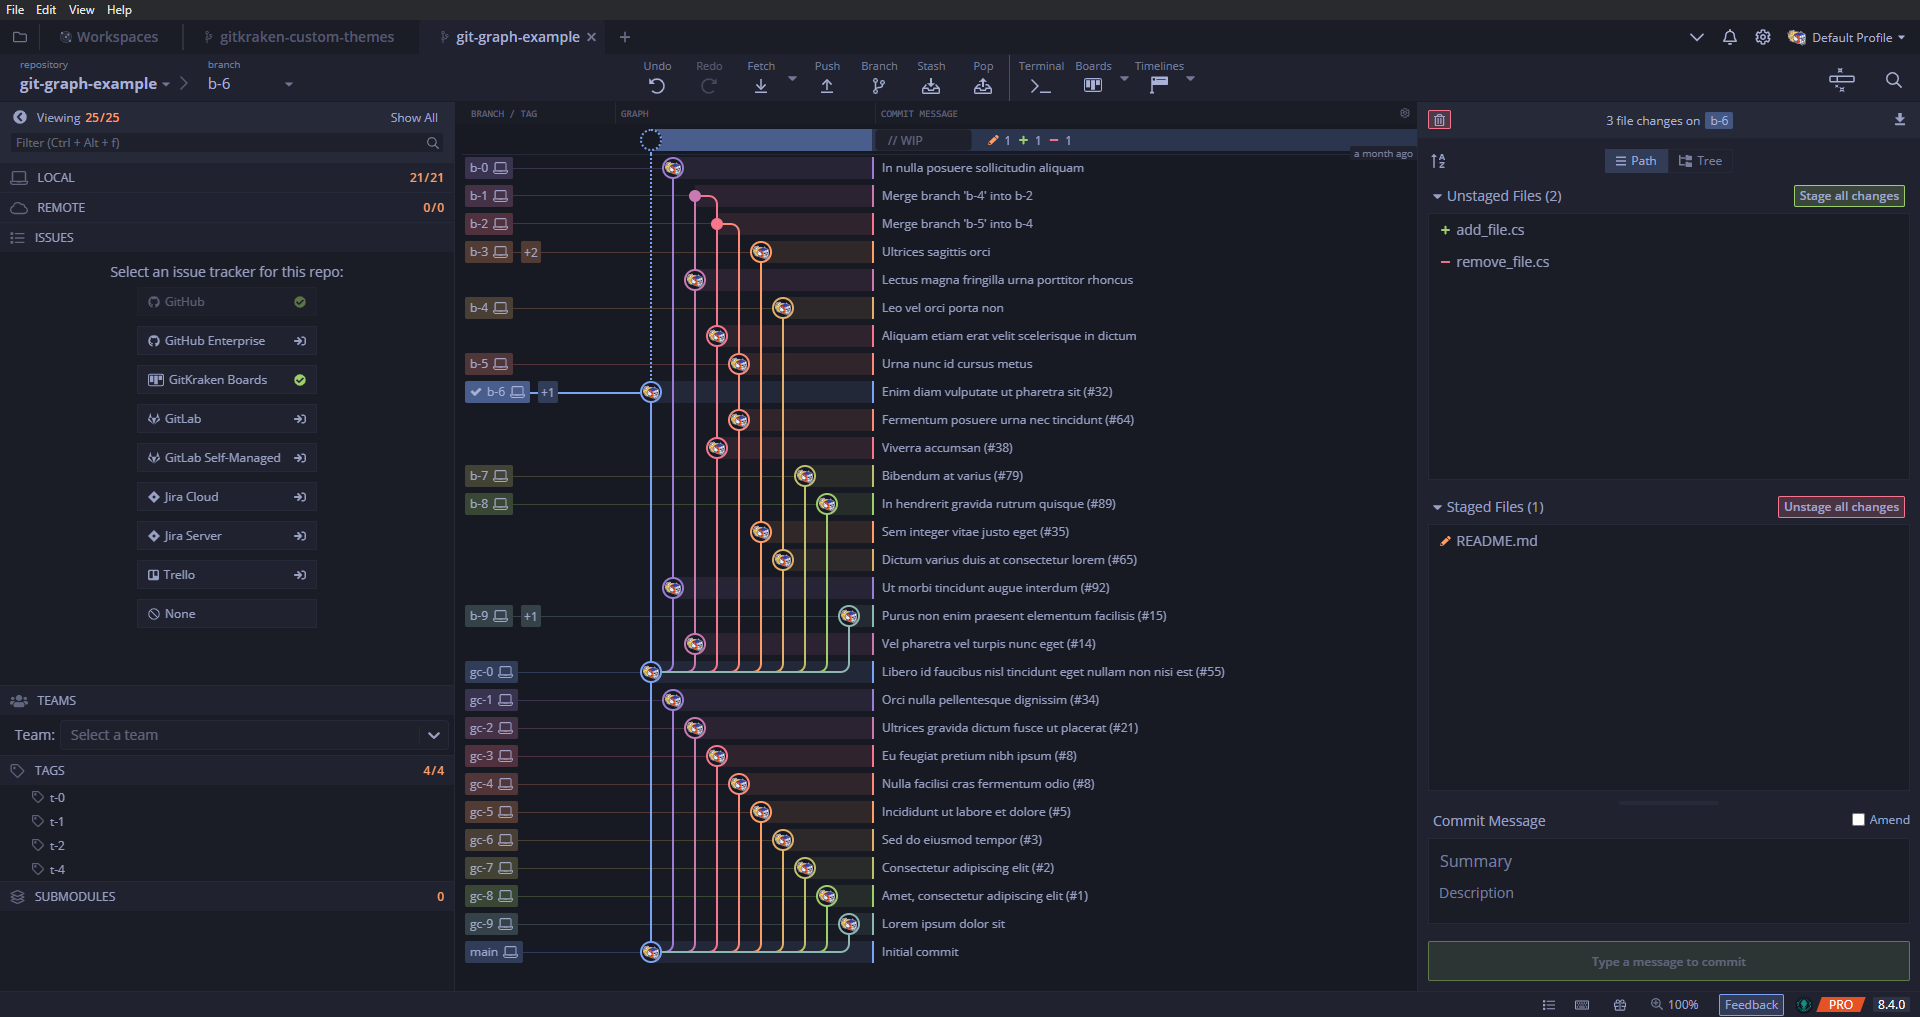 File Edit View Help
Workspaces gitkraken-custom-themes git-graph-example Default Profile
repository branch
git-graph-example b-6
Undo Redo Fetch Push Branch Stash Pop Terminal Boards Timelines
Viewing 25/25 Show All
Filter (Ctrl + Alt + f)
LOCAL 21/21
REMOTE 0/0
ISSUES
Select an issue tracker for this repo:
GitHub
GitHub Enterprise
GitKraken Boards
GitLab
GitLab Self-Managed
Jira Cloud
Jira Server
Trello
None
TEAMS
Team: Select a team
TAGS 4/4
t-0
t-1
t-2
t-4
SUBMODULES 0
BRANCH / TAG GRAPH COMMIT MESSAGE
// WIP 1 1 1
a month ago
b-0 In nulla posuere sollicitudin aliquam
b-1 Merge branch 'b-4' into b-2
b-2 Merge branch 'b-5' into b-4
b-3 +2 Ultrices sagittis orci
Lectus magna fringilla urna porttitor rhoncus
b-4 Leo vel orci porta non
Aliquam etiam erat velit scelerisque in dictum
b-5 Urna nunc id cursus metus
b-6 +1 Enim diam vulputate ut pharetra sit (#32)
Fermentum posuere urna nec tincidunt (#64)
Viverra accumsan (#38)
b-7 Bibendum at varius (#79)
b-8 In hendrerit gravida rutrum quisque (#89)
Sem integer vitae justo eget (#35)
Dictum varius duis at consectetur lorem (#65)
Ut morbi tincidunt augue interdum (#92)
b-9 +1 Purus non enim praesent elementum facilisis (#15)
Vel pharetra vel turpis nunc eget (#14)
gc-0 Libero id faucibus nisl tincidunt eget nullam non nisi est (#55)
gc-1 Orci nulla pellentesque dignissim (#34)
gc-2 Ultrices gravida dictum fusce ut placerat (#21)
gc-3 Eu feugiat pretium nibh ipsum (#8)
gc-4 Nulla facilisi cras fermentum odio (#8)
gc-5 Incididunt ut labore et dolore (#5)
gc-6 Sed do eiusmod tempor (#3)
gc-7 Consectetur adipiscing elit (#2)
gc-8 Amet, consectetur adipiscing elit (#1)
gc-9 Lorem ipsum dolor sit
main Initial commit
3 file changes on b-6
Path Tree
Unstaged Files (2) Stage all changes
add_file.cs
remove_file.cs
Staged Files (1) Unstage all changes
README.md
Commit Message Amend
Summary
Description
Type a message to commit
100% Feedback PRO 8.4.0